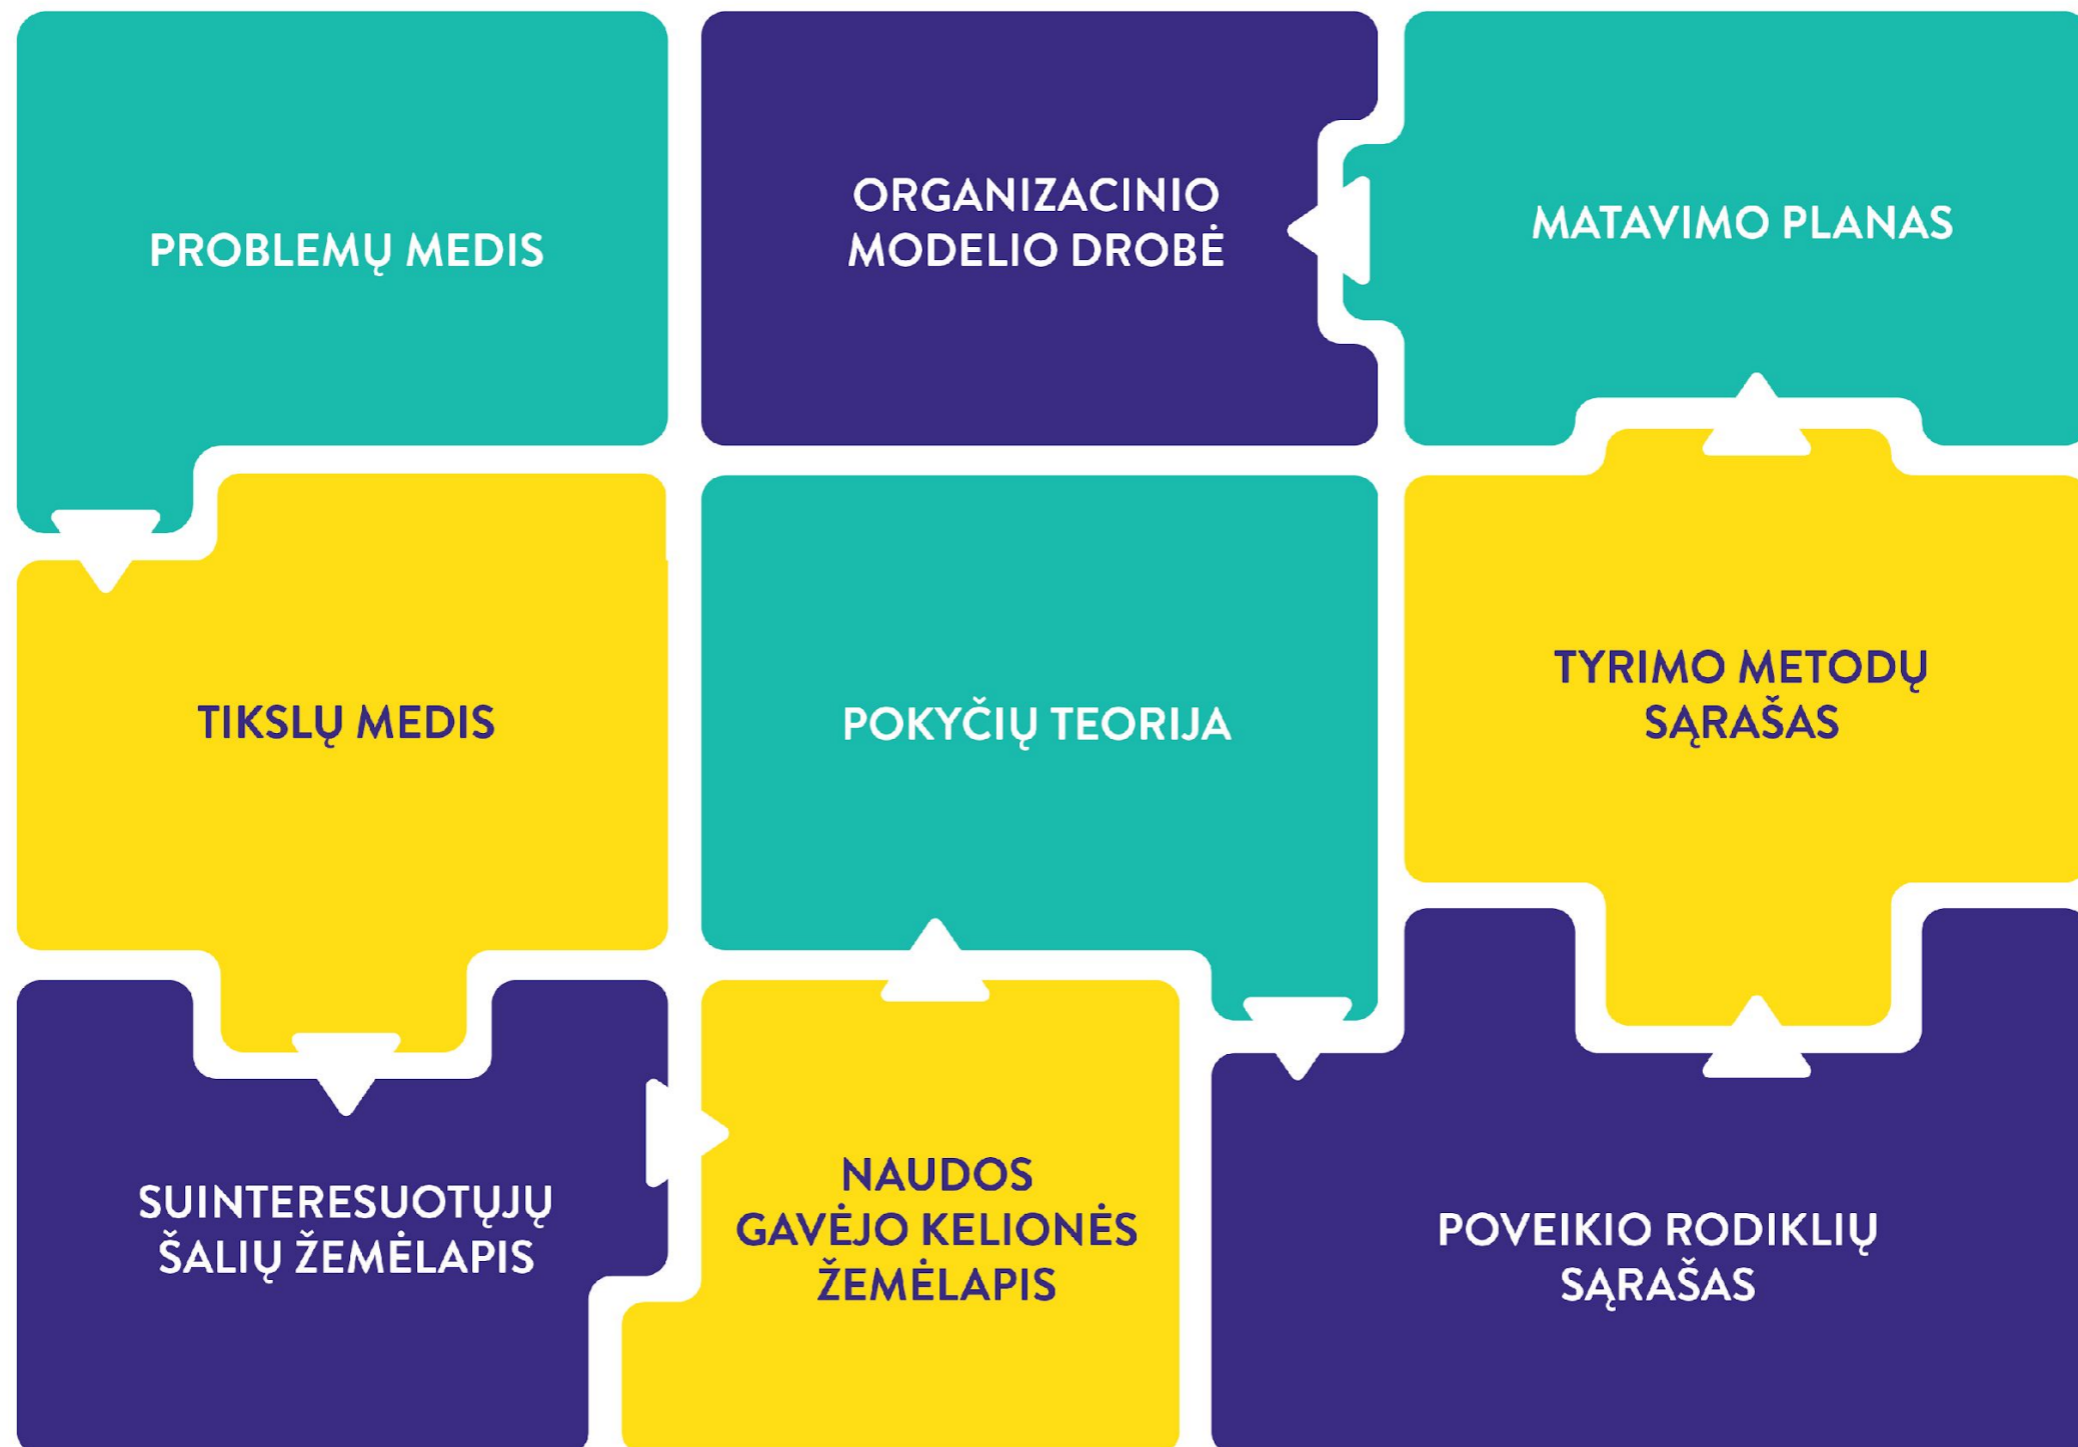 PROBLEMŲ MEDIS
ORGANIZACINIO
MODELIO DROBĖ
MATAVIMO PLANAS
TIKSLŲ MEDIS
POKYČIŲ TEORIJA
TYRIMO METODŲ
SĄRAŠAS
SUINTERESUOTŲJŲ
ŠALIŲ ŽEMĖLAPIS
NAUDOS
GAVĖJO KELIONĖS
ŽEMĖLAPIS
POVEIKIO RODIKLIŲ
SĄRAŠAS